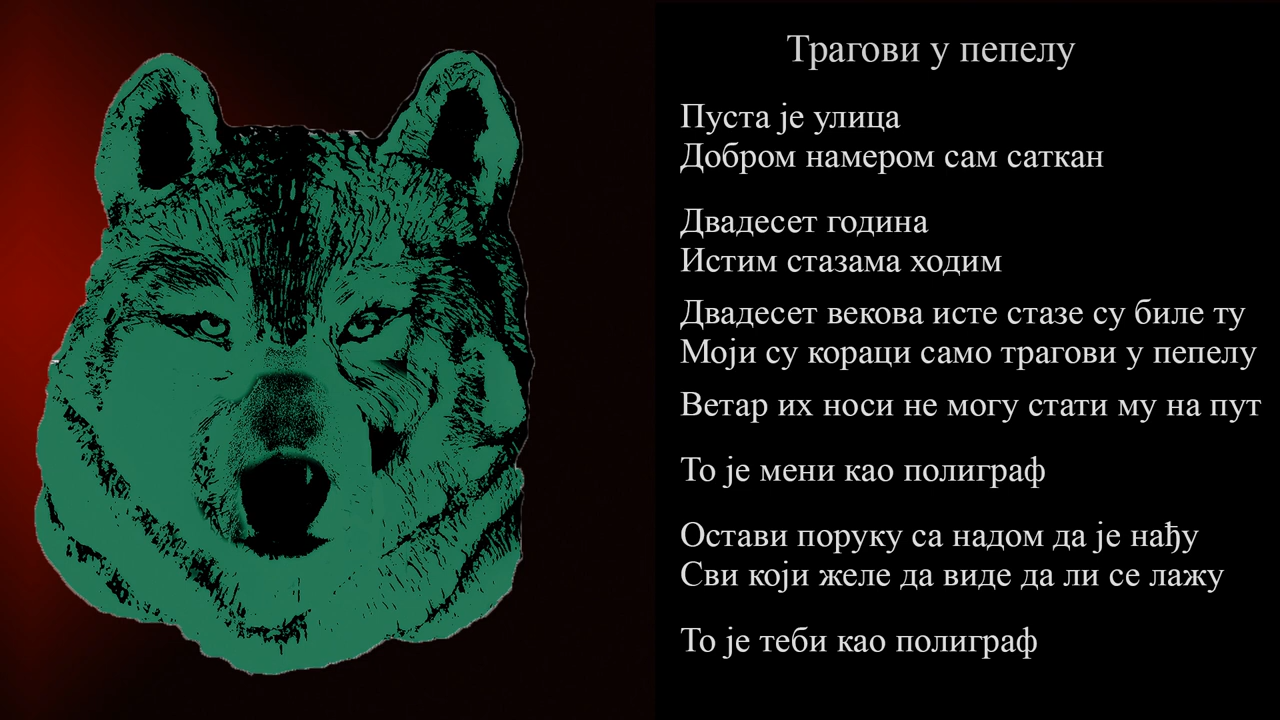 Трагови у пепелу
Пуста је улица
Добром намером сам саткан
Двадесет година
Истим стазама ходим
Двадесет векова исте стазе су биле ту
Моји су кораци само трагови у пепелу
Ветар их носи не могу стати му на пут
То је мени као полиграф
Остави поруку са надом да је нађу
Сви који желе да виде да ли се лажу
То је теби као полиграф